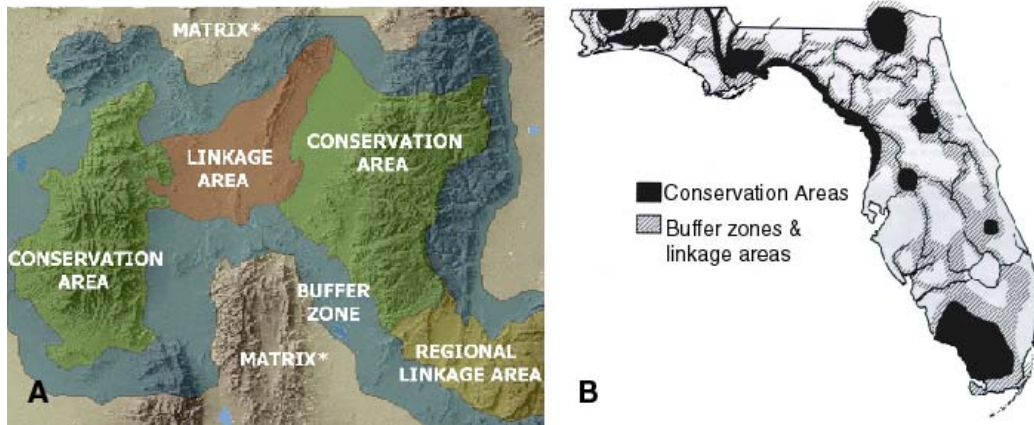 MATRIX*
LINKAGE
AREA
CONSERVATION
AREA
CONSERVATION
AREA
BUFFER
ZONE
MATRIX*
REGIONAL
LINKAGE AREA
A
Conservation Areas
Buffer zones &
linkage areas
B